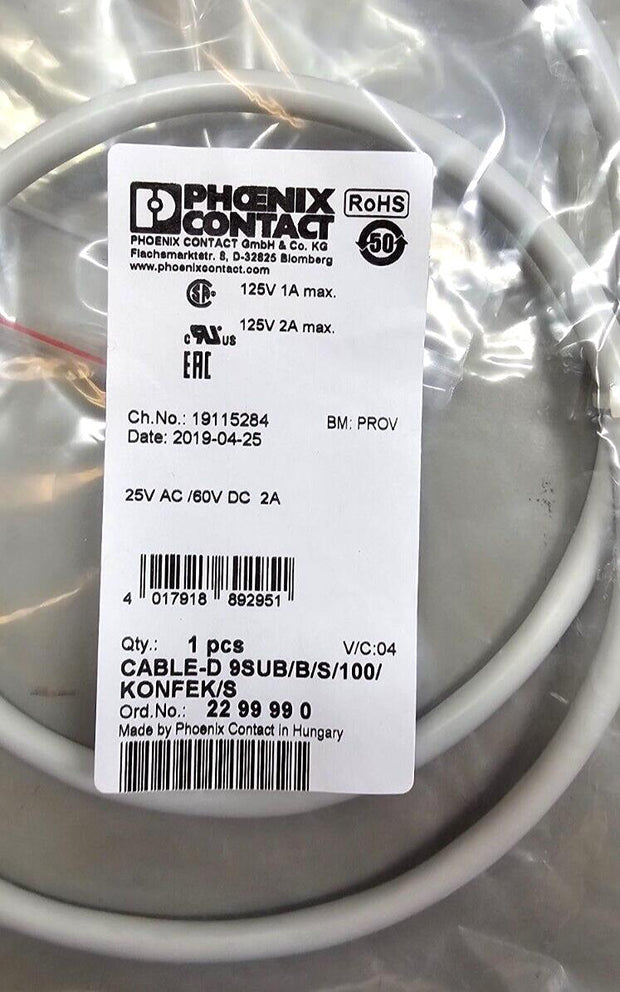 PHŒNIX
CONTACT
RoHS
50
PHOENIX CONTACT GmbH & Co. KG
Flachsmarktstr. 8, D-32825 Blomberg
www.phoenixcontact.com
125V 1A max.
c RU us 125V 2A max.
EAC
Ch.No.: 19115284 BM: PROV
Date: 2019-04-25
25V AC /60V DC 2A
4 017918 892951
Qty.: 1 pcs V/C:04
CABLE-D 9SUB/B/S/100/
KONFEK/S
Ord.No.: 22 99 99 0
Made by Phoenix Contact in Hungary